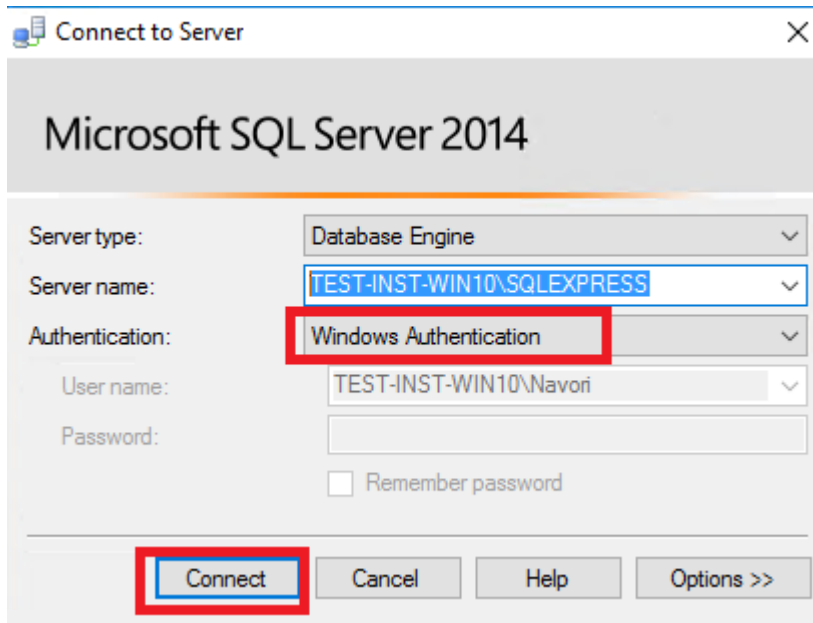 Connect to Server
Microsoft SQL Server 2014
Server type: Database Engine
Server name: TEST-INST-WIN10\SQLEXPRESS
Authentication: Windows Authentication
User name: TEST-INST-WIN10\Navori
Password:
Remember password
Connect Cancel Help Options >>